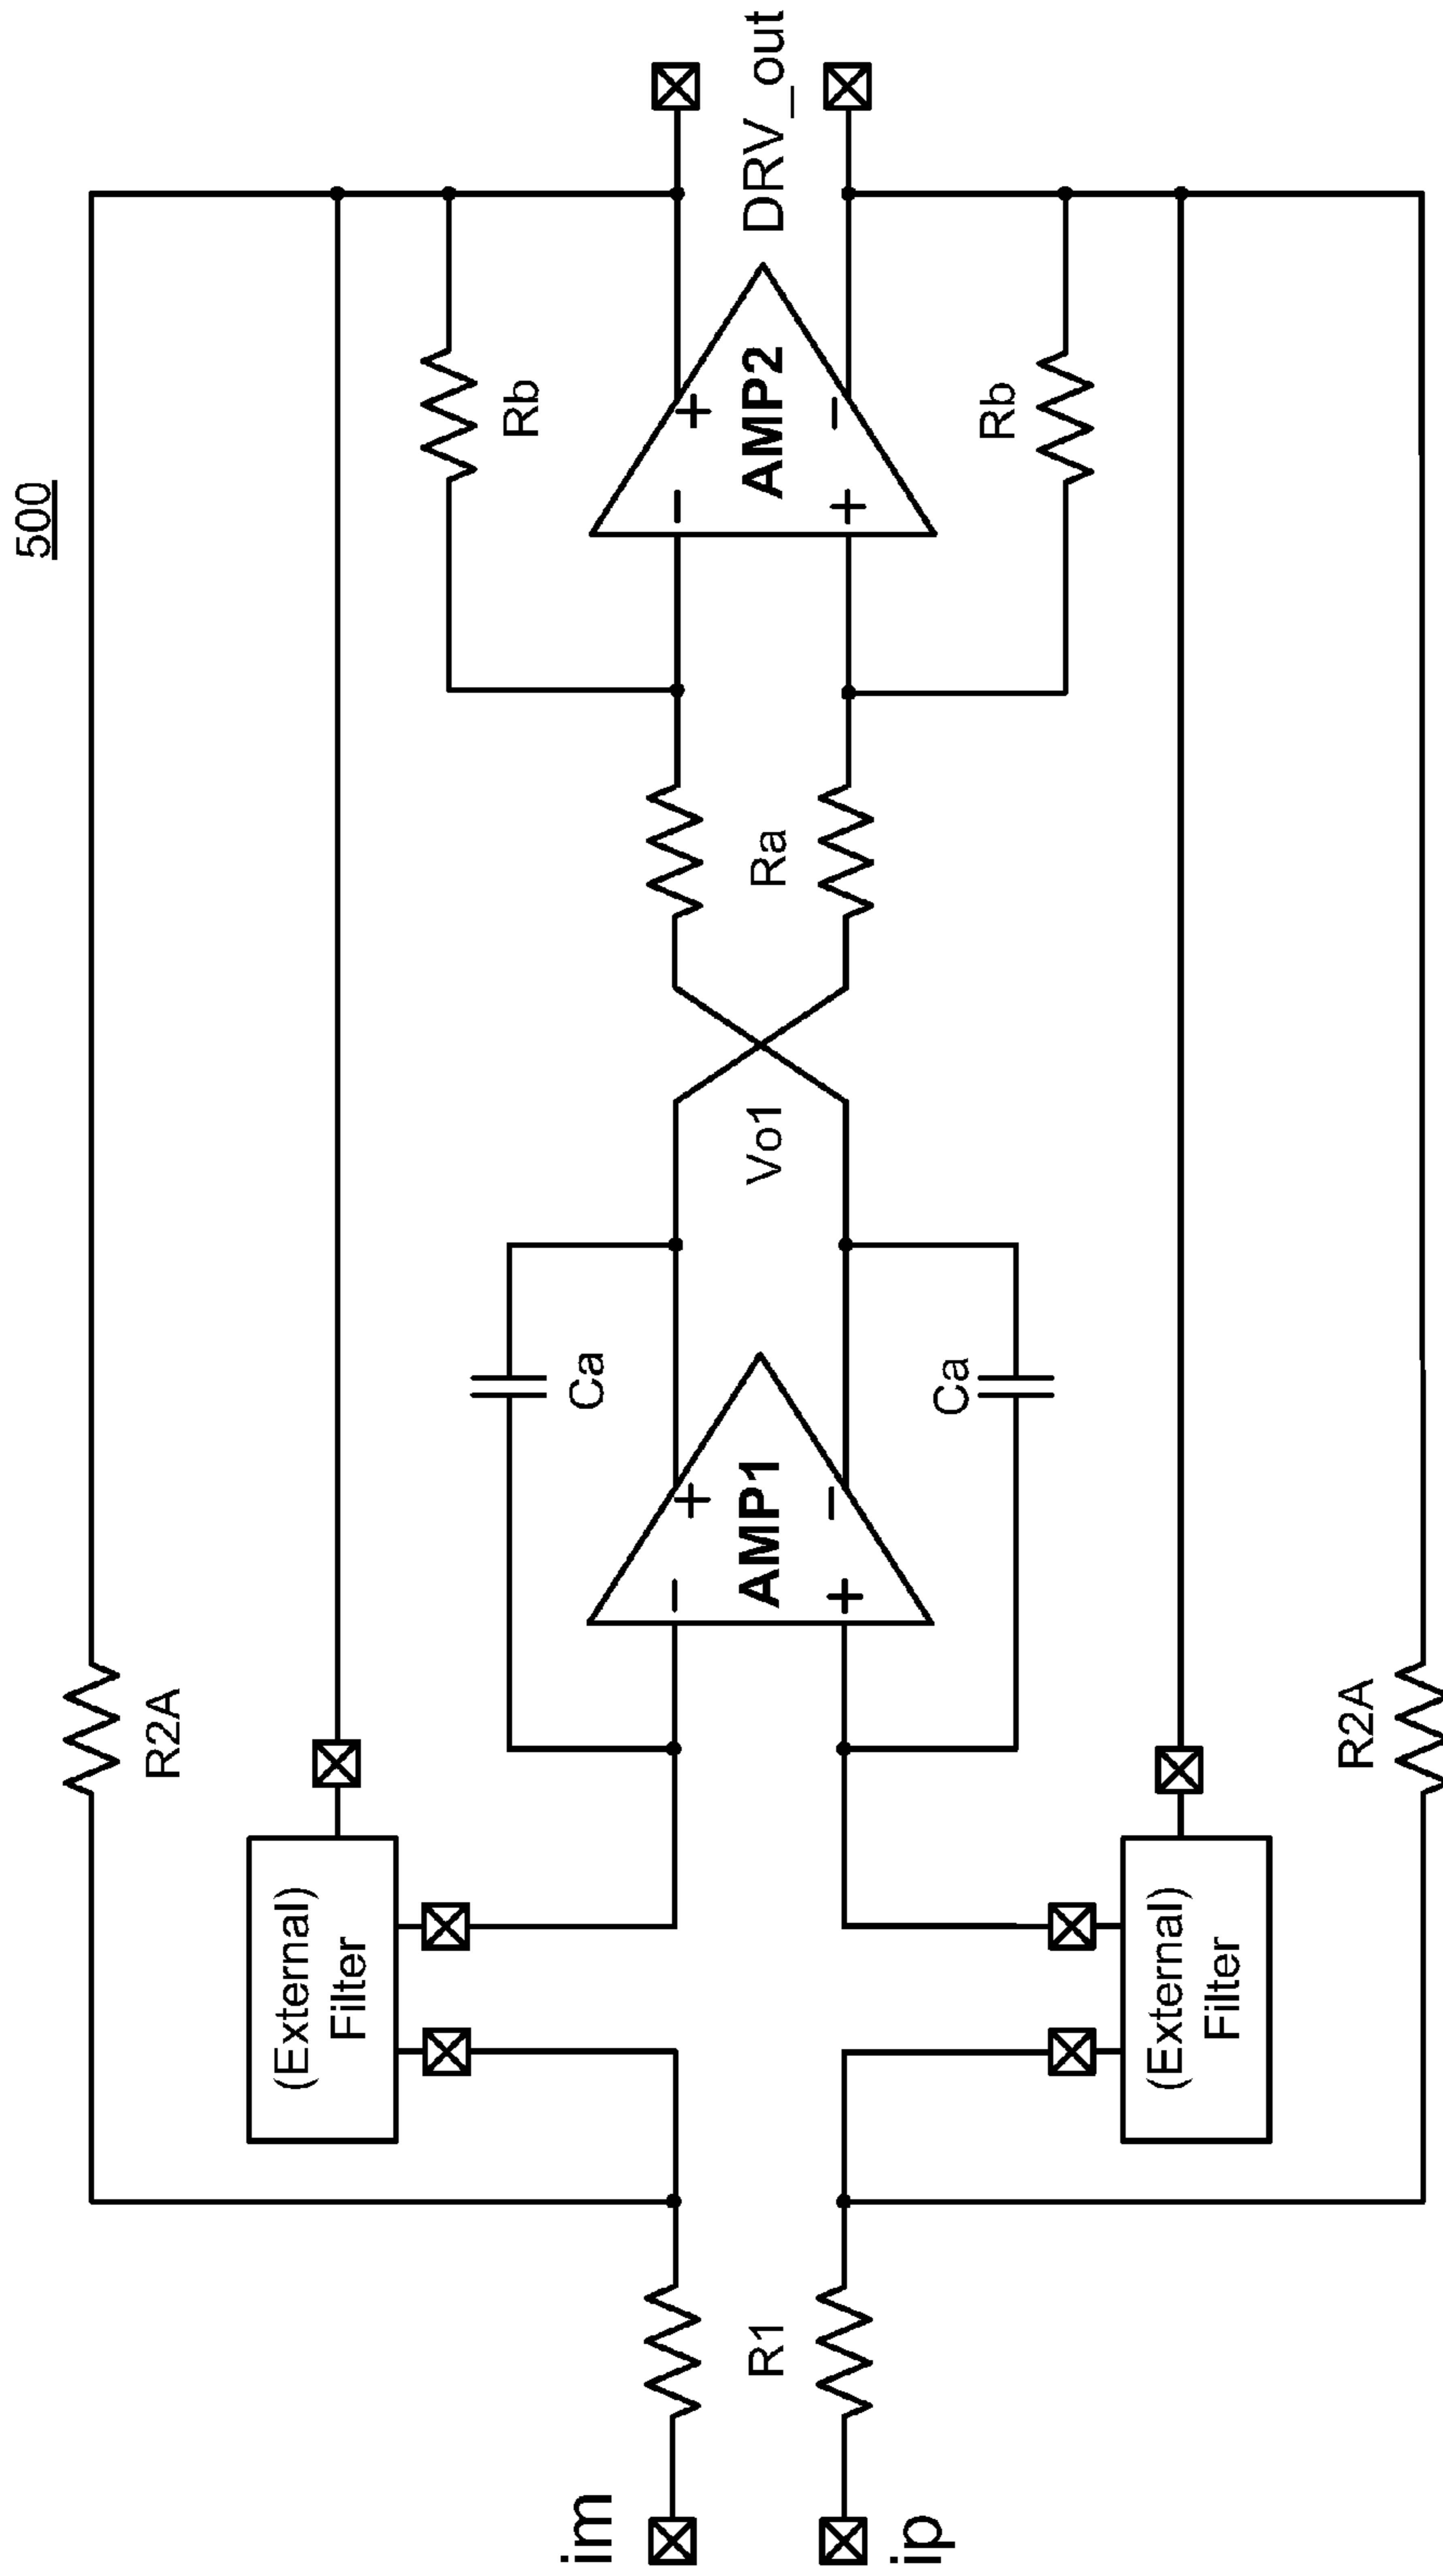 500
R2A
(External)
Filter
Rb
Ca
Ca
im
R1
AMP1
+
−
−
+
Vo1
Ra
AMP2
+
−
−
+
DRV_out
ip
Rb
(External)
Filter
R2A